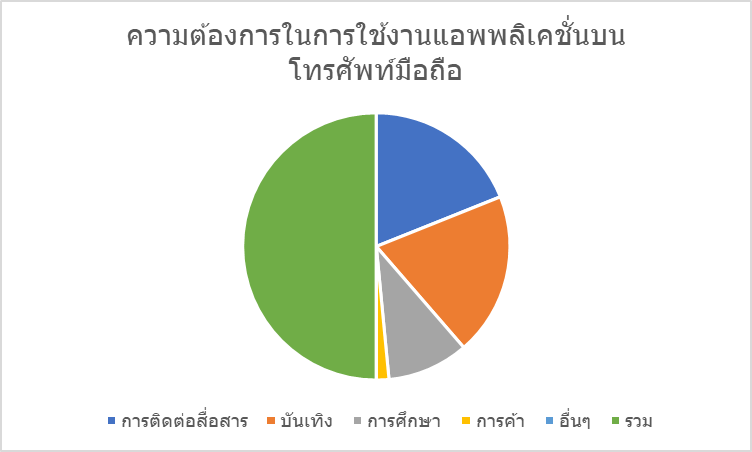 ความต้องการในการใช้งานแอพพลิเคชั่นบน
โทรศัพท์มือถือ
การติดต่อสื่อสาร บันเทิง การศึกษา การค้า อื่นๆ รวม